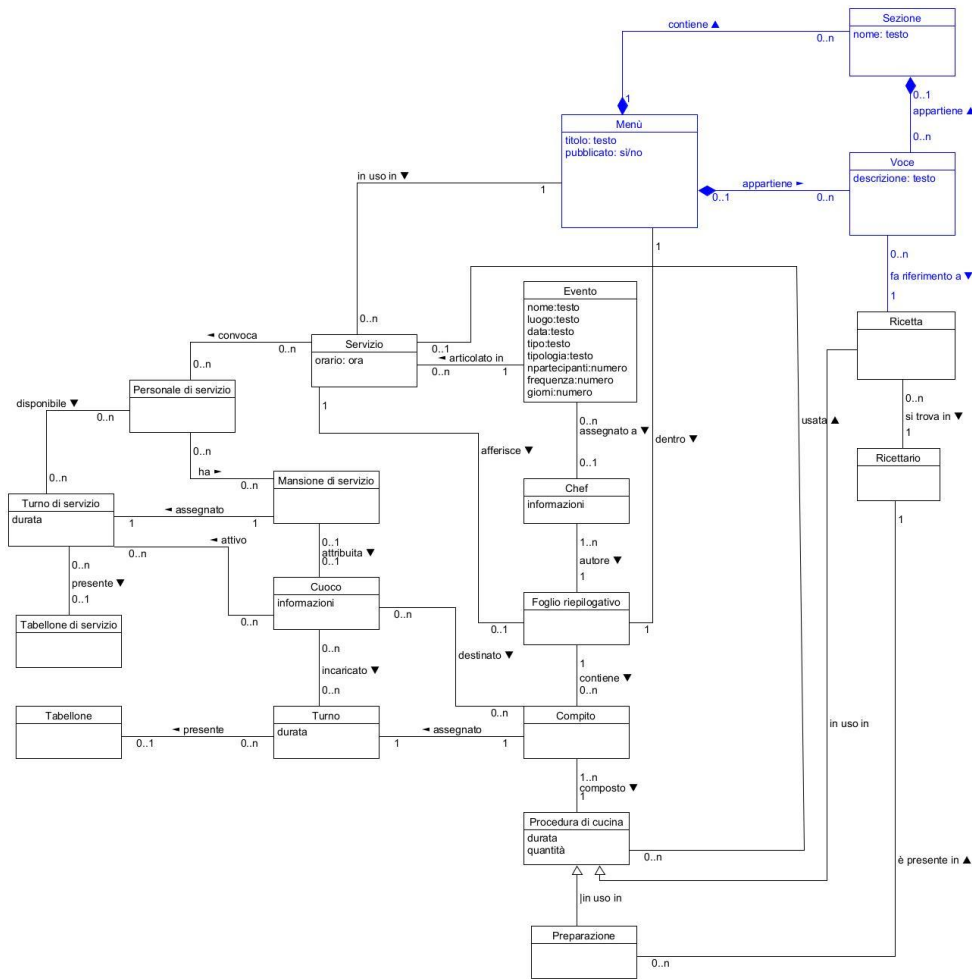 Sezione
nome: testo
contiene ▲
0..n
1
0..1
appartiene ▲
0..n
Menù
titolo: testo
pubblicato: sì/no
Voce
descrizione: testo
appartiene ►
0..1
0..n
in uso in ▼
1
1
0..n
fa riferimento a ▼
1
Evento
nome:testo
luogo:testo
data:testo
tipo:testo
tipologia:testo
npartecipanti:numero
frequenza:numero
giorni:numero
Ricetta
0..n
◄ convoca
0..n
Servizio
orario: ora
0..1
◄ articolato in
0..n
1
0..n
Personale di servizio
disponibile ▼
0..n
1
0..n
assegnato a ▼
0..1
dentro ▼
usata ▲
0..n
si trova in ▼
1
Ricettario
0..n
afferisce ▼
ha ►
0..n
Mansione di servizio
Chef
informazioni
0..n
Turno di servizio
durata
◄ assegnato
1
1
◄ attivo
0..n
0..1
attribuita ▼
0..1
1..n
autore ▼
1
1
0..n
presente ▼
0..1
Cuoco
informazioni
0..n
0..n
Foglio riepilogativo
0..1
1
Tabellone di servizio
0..n
incaricato ▼
0..n
destinato ▼
0..n
1
contiene ▼
0..n
Tabellone
◄ presente
0..1
0..n
Turno
durata
◄ assegnato
1
1
Compito
in uso in
1..n
composto ▼
1
Procedura di cucina
durata
quantità
0..n
è presente in ▲
|in uso in
Preparazione
0..n